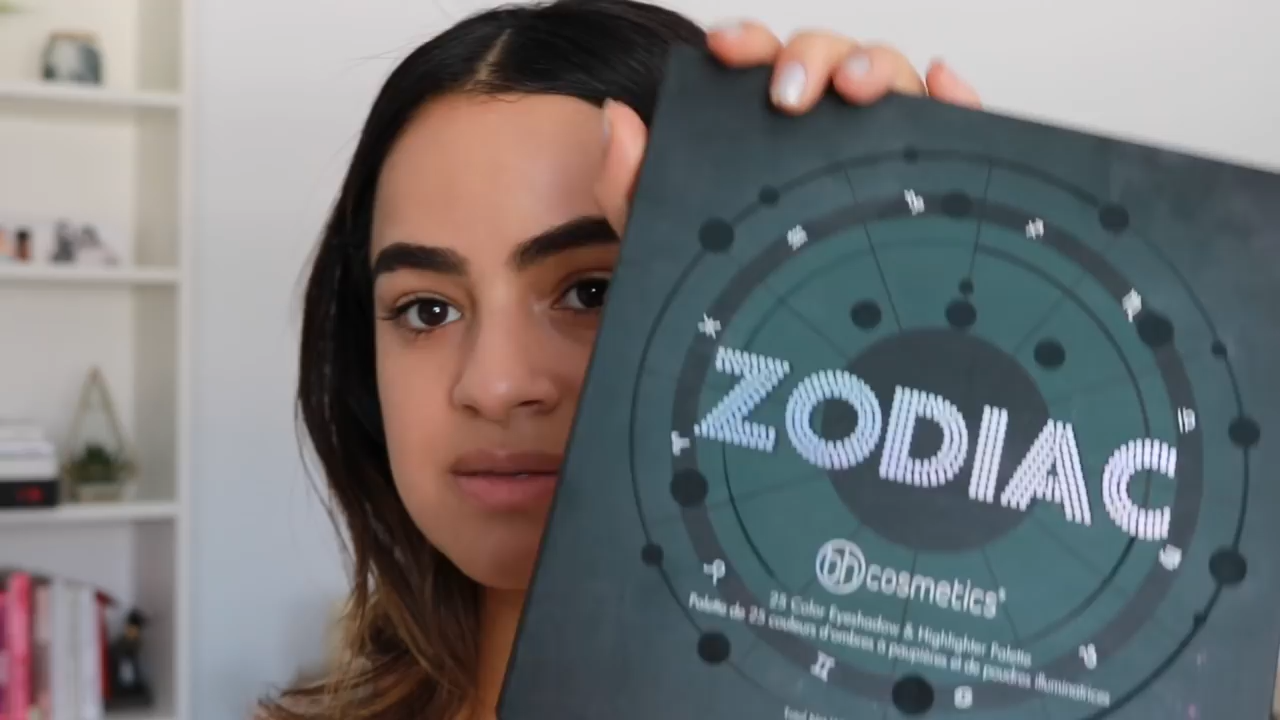 ZODIAC
bh cosmetics®
25 Color Eyeshadow & Highlighter Palette
Palette de 25 couleurs d'ombres à paupières et de poudres illuminatrices